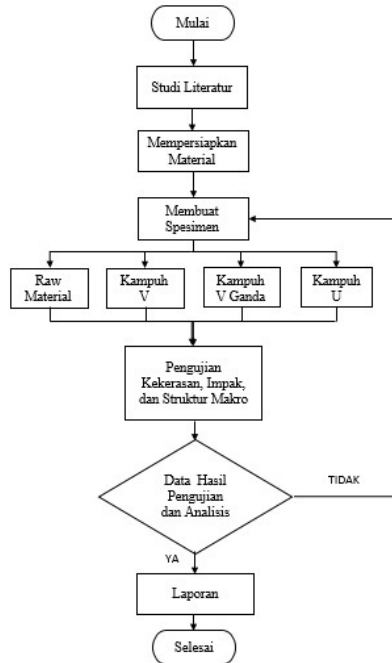 Mulai
Studi Literatur
Mempersiapkan
Material
Membuat
Spesimen
Raw
Material
Kampuh
V
Kampuh
V Ganda
Kampuh
U
Pengujian
Kekerasan, Impak,
dan Struktur Makro
Data Hasil
Pengujian
dan Analisis
TIDAK
YA
Laporan
Selesai